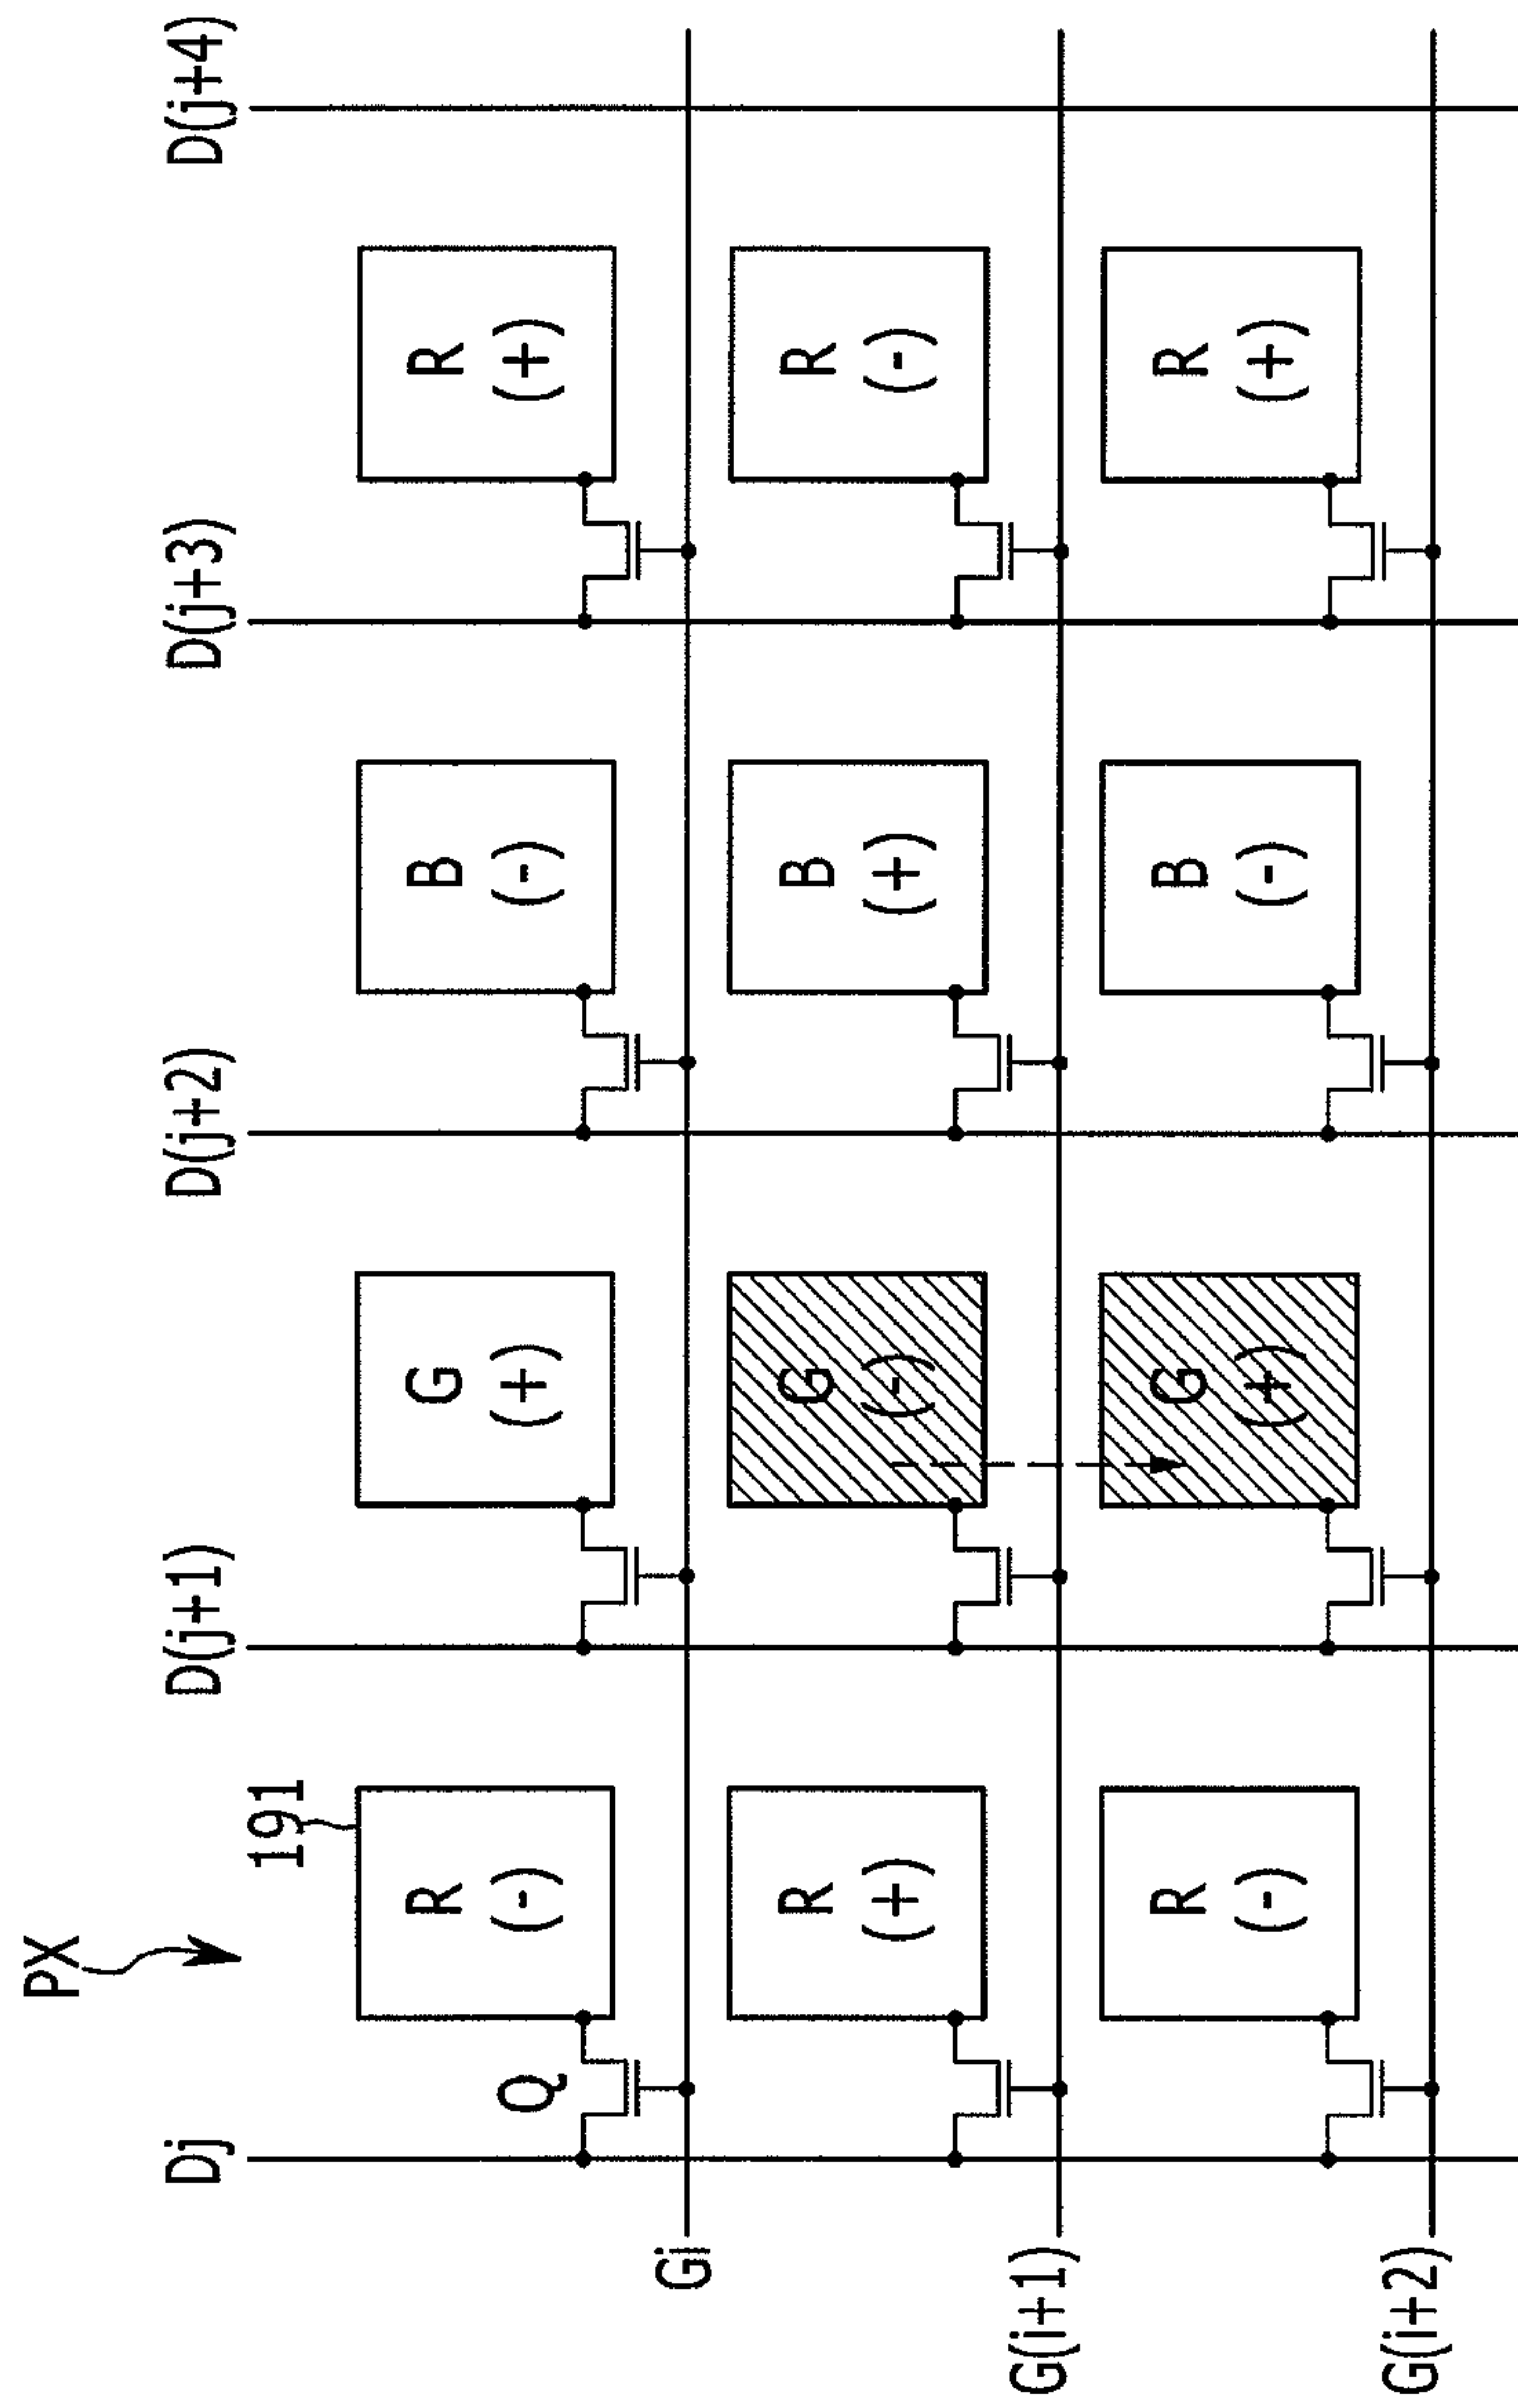 PX
Dj
D(j+1)
D(j+2)
D(j+3)
D(j+4)
191
Q
R
(-)
G
(+)
B
(-)
R
(+)
Gi
R
(+)
G
(-)
B
(+)
R
(-)
G(i+1)
R
(-)
G
(+)
B
(-)
R
(+)
G(i+2)